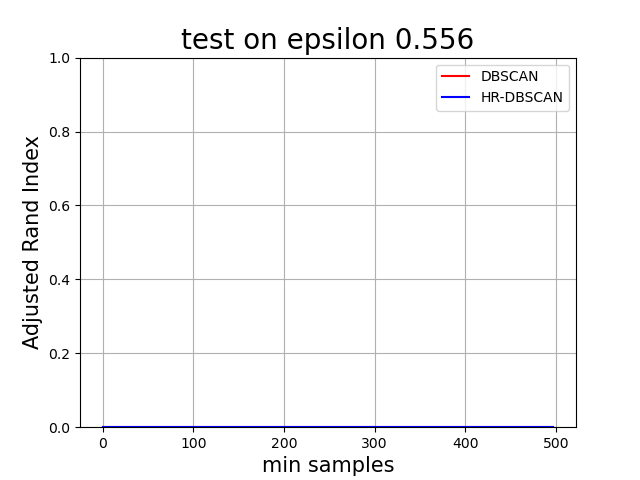 test on epsilon 0.556
1.0
0.8
0.6
0.4
0.2
0.0
Adjusted Rand Index
DBSCAN
HR-DBSCAN
0 100 200 300 400 500
min samples